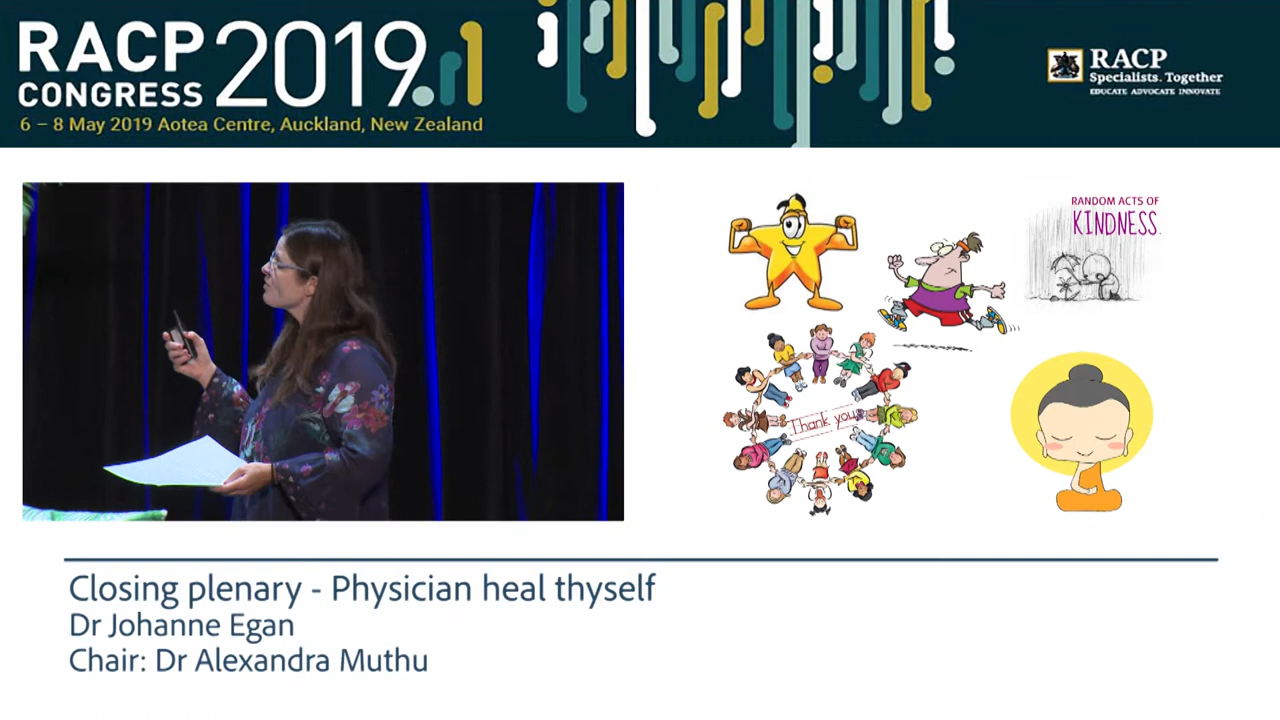 RACP
CONGRESS 2019
6 – 8 May 2019 Aotea Centre, Auckland, New Zealand
RACP
Specialists. Together
EDUCATE ADVOCATE INNOVATE
RANDOM ACTS OF
KINDNESS.
Thank you
Closing plenary - Physician heal thyself
Dr Johanne Egan
Chair: Dr Alexandra Muthu